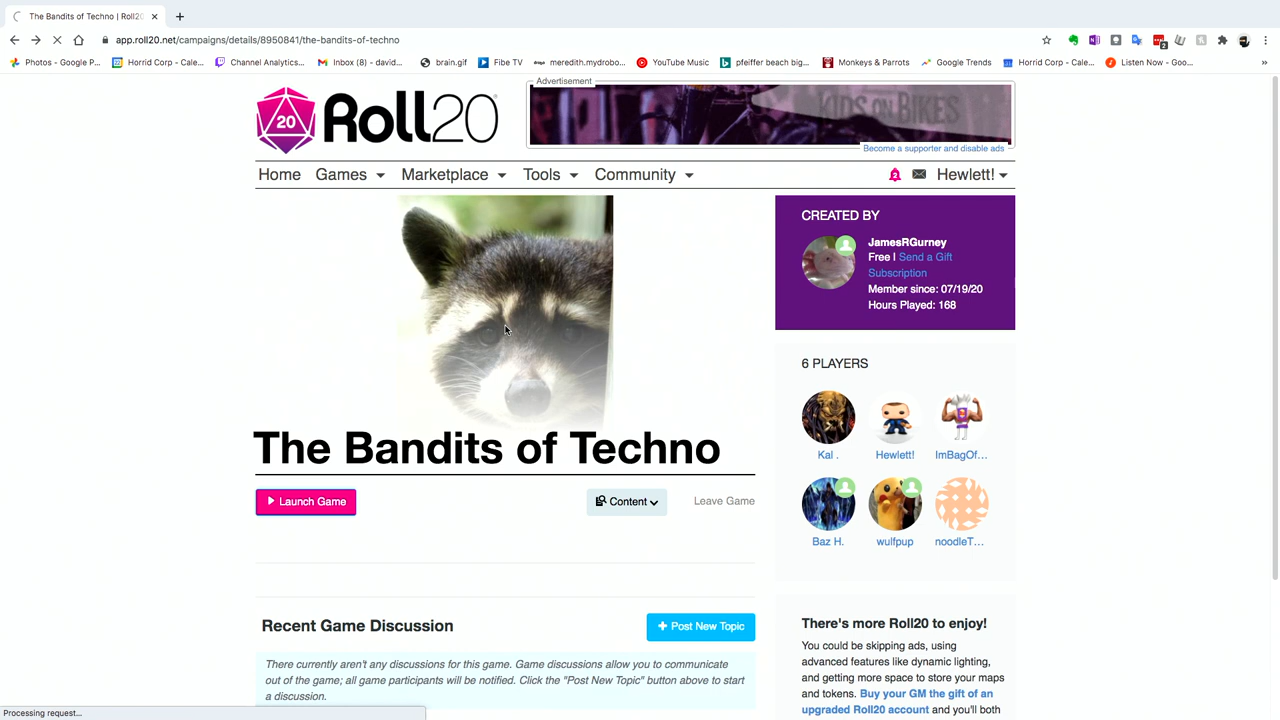 The Bandits of Techno | Roll20
app.roll20.net/campaigns/details/8950841/the-bandits-of-techno
2
Photos - Google P...
Horrid Corp - Cale...
Channel Analytics...
Inbox (8) - david...
brain.gif
Fibe TV
meredith.mydrobo...
YouTube Music
pfeiffer beach big...
Monkeys & Parrots
Google Trends
Horrid Corp - Cale...
Listen Now - Goo...
»
Advertisement
20
Roll20
KIDS ON BIKES
Become a supporter and disable ads
Home Games Marketplace Tools Community
2
Hewlett!
CREATED BY
JamesRGurney
Free | Send a Gift
Subscription
Member since: 07/19/20
Hours Played: 168
6 PLAYERS
Kal .
Hewlett!
ImBagOf...
Baz H.
wulfpup
noodleT...
The Bandits of Techno
Launch Game
Content
Leave Game
Recent Game Discussion
+ Post New Topic
There currently aren't any discussions for this game. Game discussions allow you to communicate
out of the game; all game participants will be notified. Click the "Post New Topic" button above to start
a discussion.
There's more Roll20 to enjoy!
You could be skipping ads, using
advanced features like dynamic lighting,
and getting more space to store your maps
and tokens. Buy your GM the gift of an
upgraded Roll20 account and you'll both
Processing request...